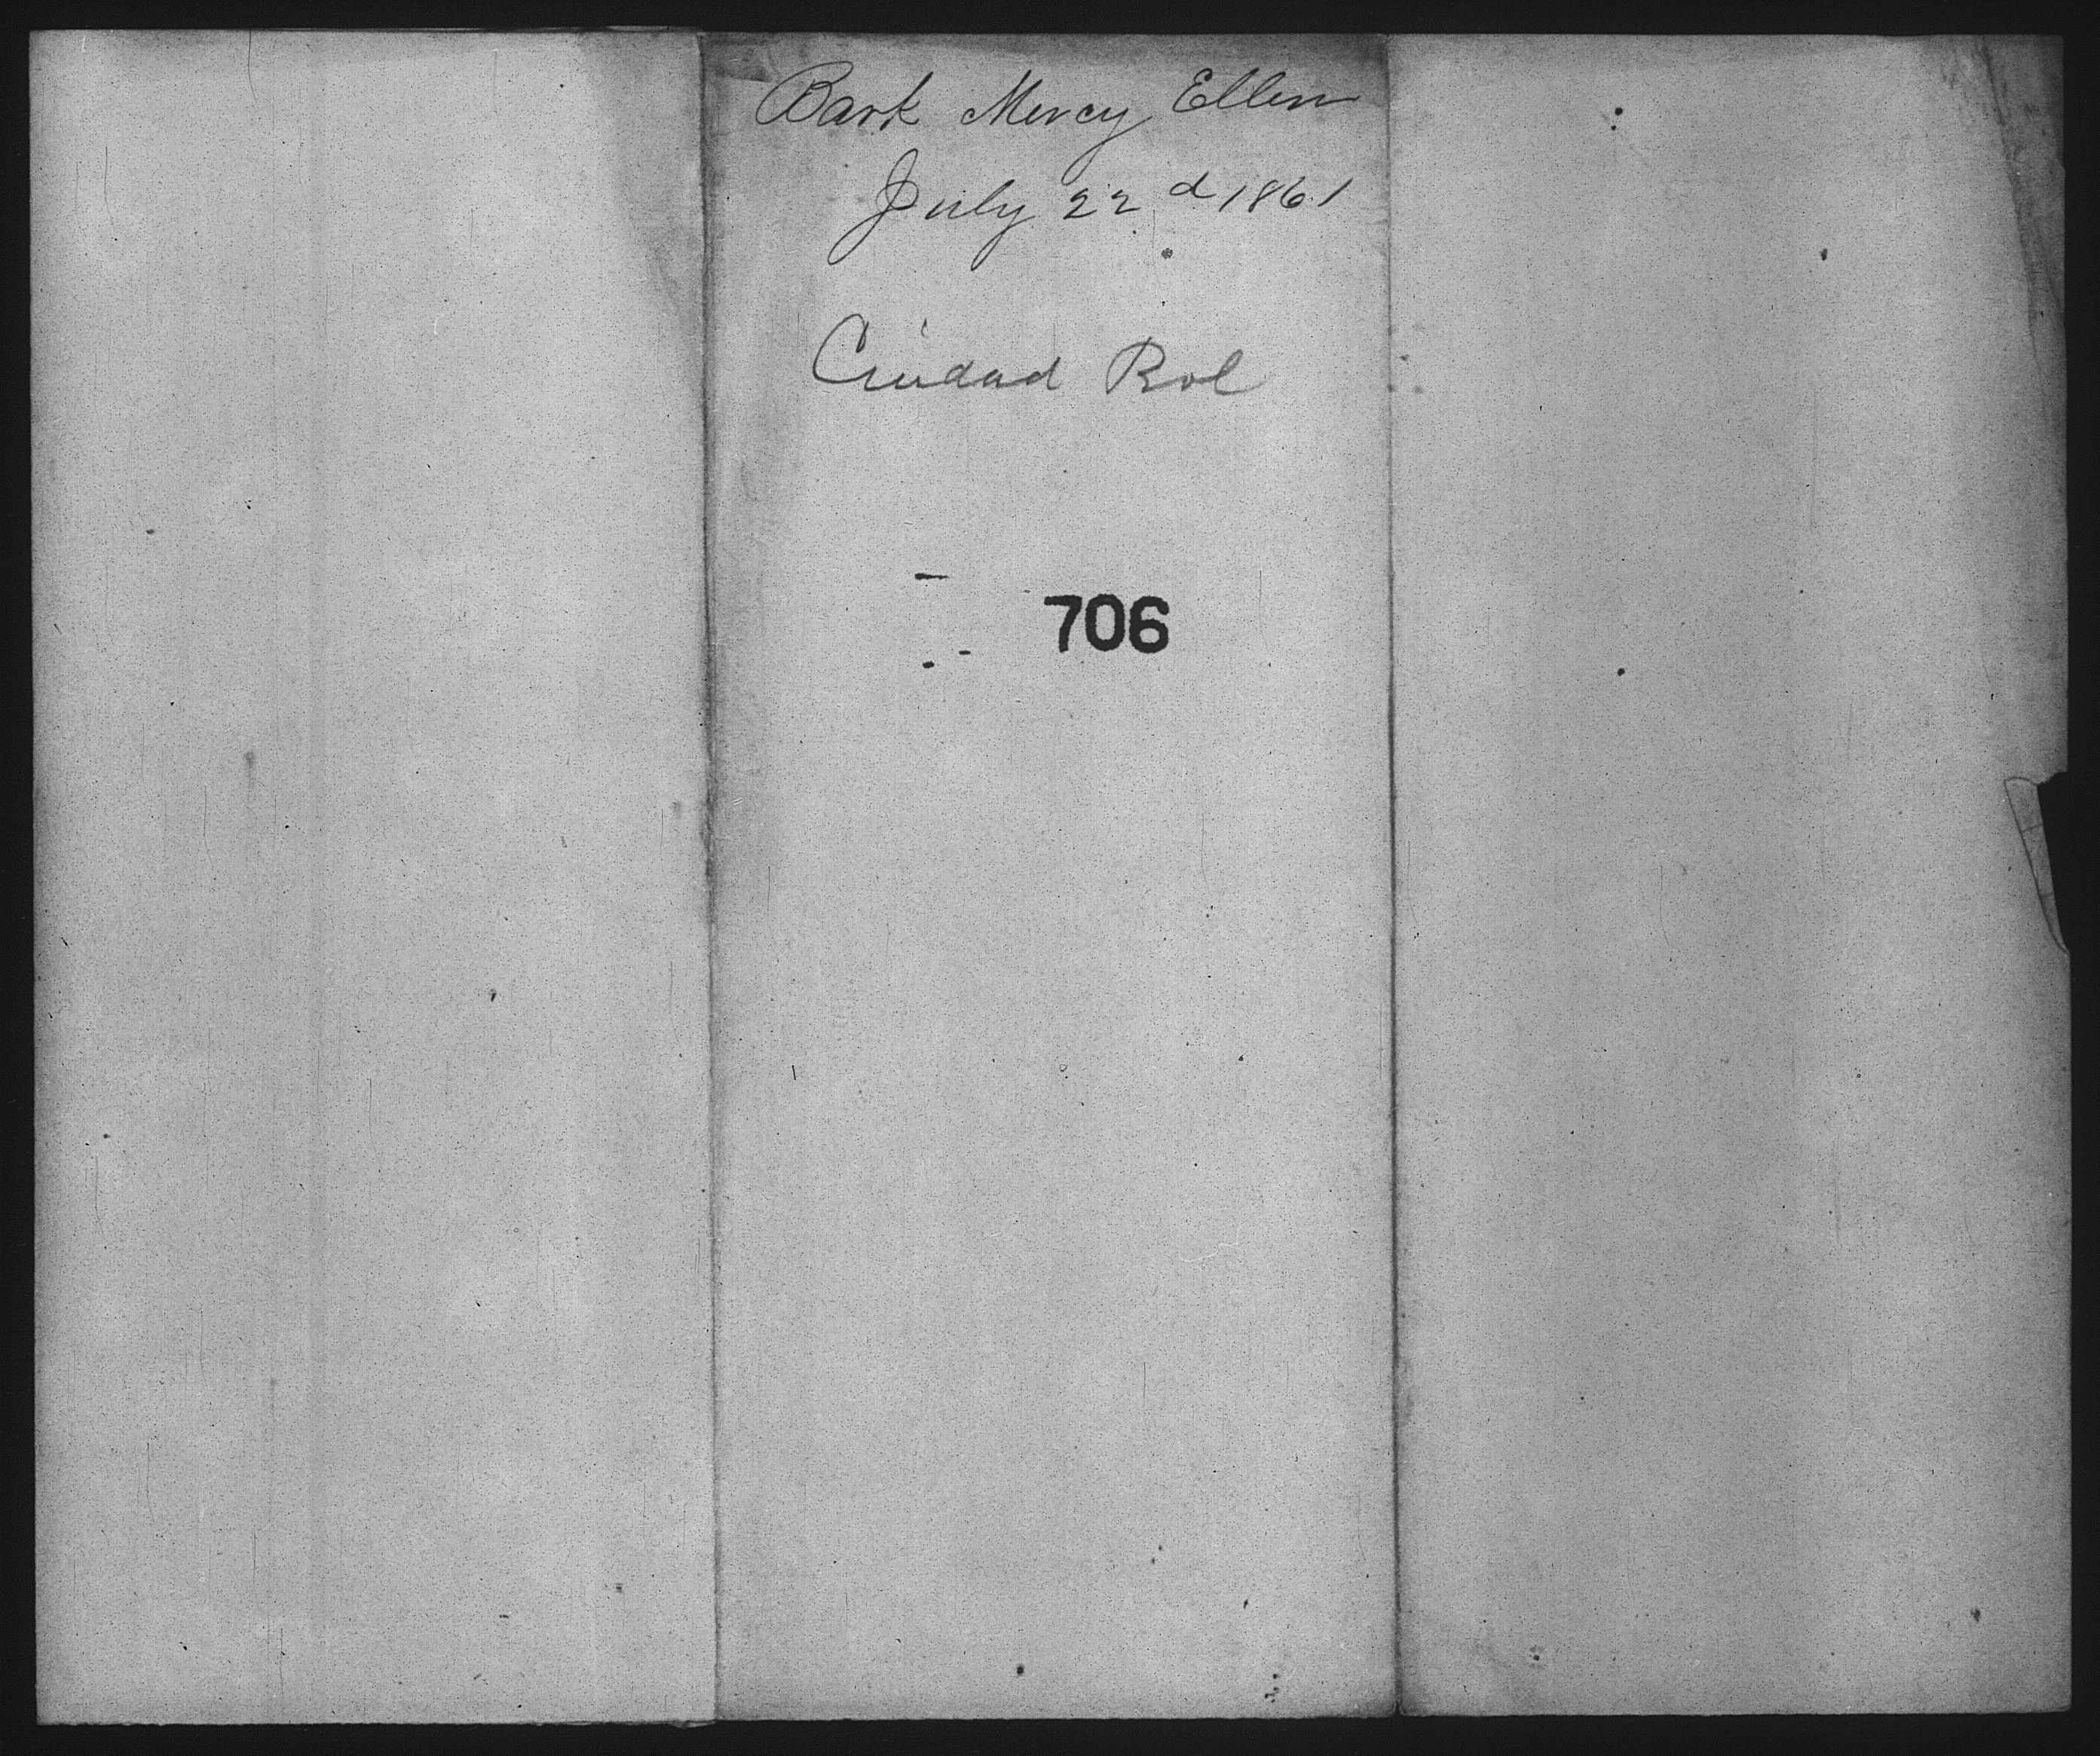 Bark Mercy Ellen
July 22d 1861
Ciudad Bol
706